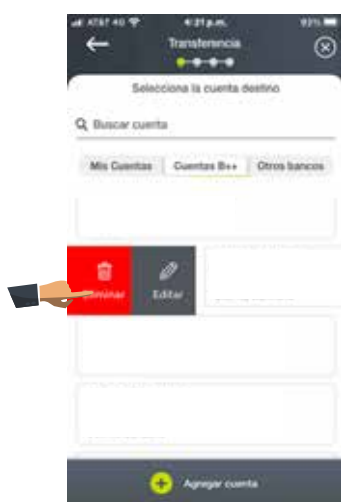 AT&T 4G 4:21 p.m. 93%
Transferencia
Selecciona la cuenta destino
Buscar cuenta
Mis Cuentas Cuentas B++ Otros bancos
Eliminar Editar
Agregar cuenta